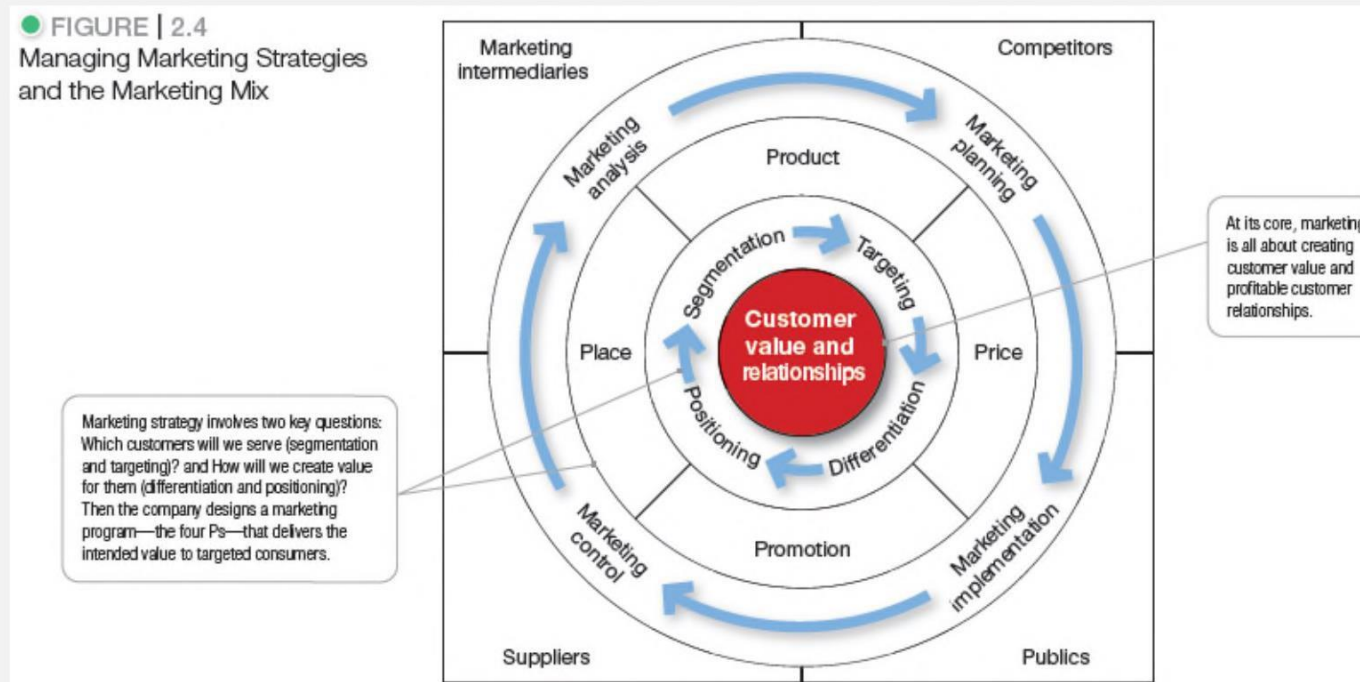 FIGURE | 2.4
Managing Marketing Strategies
and the Marketing Mix
Marketing
intermediaries
Competitors
Marketing
analysis
Marketing
planning
Product
Segmentation
Targeting
At its core, marketing
is all about creating
customer value and
profitable customer
relationships.
Place
Customer
value and
relationships
Price
Positioning
Differentiation
Marketing strategy involves two key questions:
Which customers will we serve (segmentation
and targeting)? and How will we create value
for them (differentiation and positioning)?
Then the company designs a marketing
program—the four Ps—that delivers the
intended value to targeted consumers.
Marketing
control
Promotion
Marketing
implementation
Suppliers
Publics